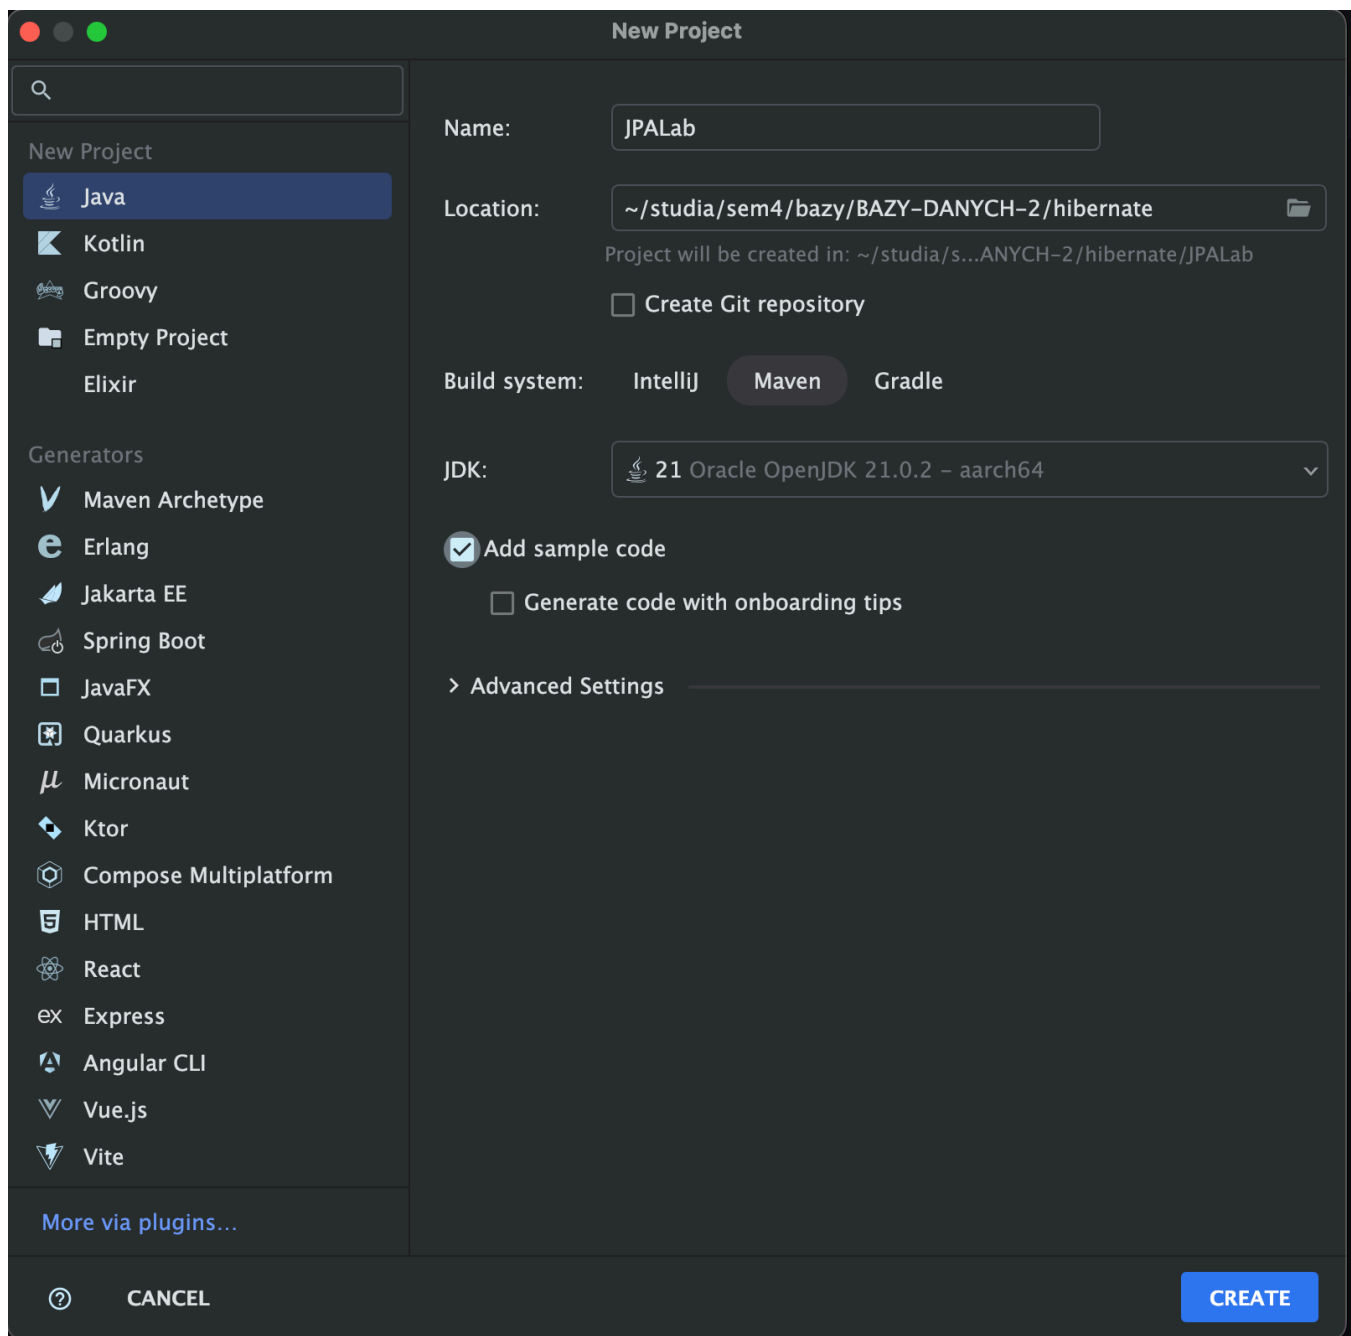 New Project
New Project
Java
Kotlin
Groovy
Empty Project
Elixir
Generators
Maven Archetype
Erlang
Jakarta EE
Spring Boot
JavaFX
Quarkus
Micronaut
Ktor
Compose Multiplatform
HTML
React
ex Express
Angular CLI
Vue.js
Vite
More via plugins...
Name: JPALab
Location: ~/studia/sem4/bazy/BAZY-DANYCH-2/hibernate
Project will be created in: ~/studia/s...ANYCH-2/hibernate/JPALab
Create Git repository
Build system: IntelliJ Maven Gradle
JDK: 21 Oracle OpenJDK 21.0.2 – aarch64
Add sample code
Generate code with onboarding tips
Advanced Settings
? CANCEL
CREATE